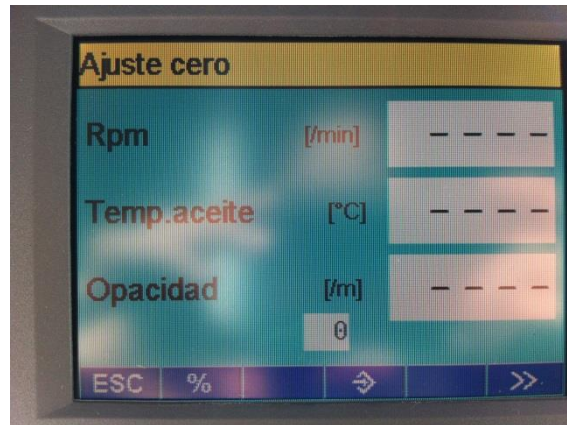 Ajuste cero
Rpm [/min] - - - -
Temp.aceite [°C] - - - -
Opacidad [/m] - - - -
0
ESC % >>